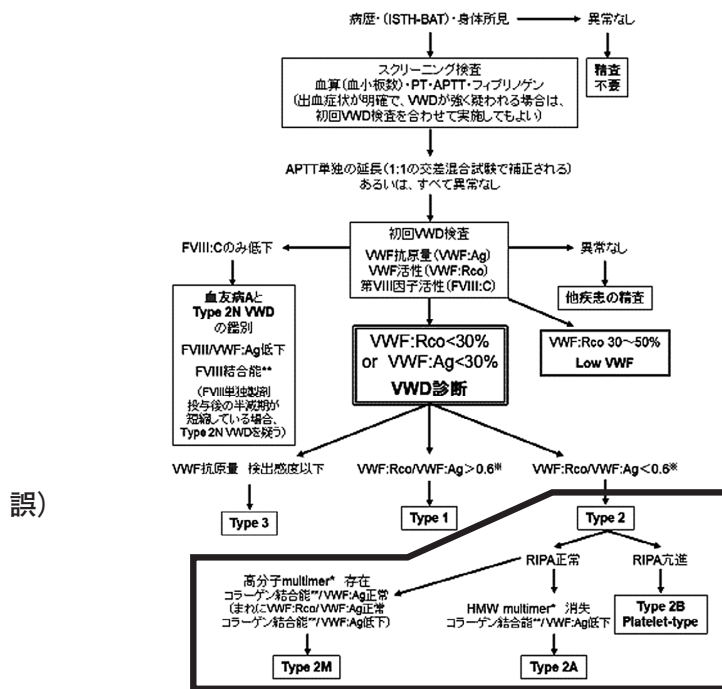 病歴・(ISTH-BAT)・身体所見
異常なし
スクリーニング検査
血算(血小板数)・PT・APTT・フィブリノゲン
(出血症状が明確で、VWDが強く疑われる場合は、
初回VWD検査を合わせて実施してもよい)
精査
不要
APTT単独の延長(1:1の交差混合試験で補正される)
あるいは、すべて異常なし
FVIII:Cのみ低下
初回VWD検査
VWF抗原量(VWF:Ag)
VWF活性(VWF:Rco)
第VIII因子活性(FVIII:C)
異常なし
他疾患の精査
血友病Aと
Type 2N VWD
の鑑別
FVIII/VWF:Ag低下
FVIII結合能**
(FVIII単独製剤
投与後の半減期が
短縮している場合、
Type 2N VWDを疑う)
VWF:Rco<30%
or VWF:Ag<30%
VWD診断
VWF:Rco 30~50%
Low VWF
VWF抗原量 検出感度以下
VWF:Rco/VWF:Ag>0.6※
VWF:Rco/VWF:Ag<0.6※
誤)
Type 3
Type 1
Type 2
RIPA正常
RIPA亢進
高分子multimer* 存在
コラーゲン結合能**/VWF:Ag正常
(まれにVWF:Rco/VWF:Ag正常
コラーゲン結合能**/VWF:Ag低下)
HMW multimer* 消失
コラーゲン結合能**/VWF:Ag低下
Type 2B
Platelet-type
Type 2M
Type 2A